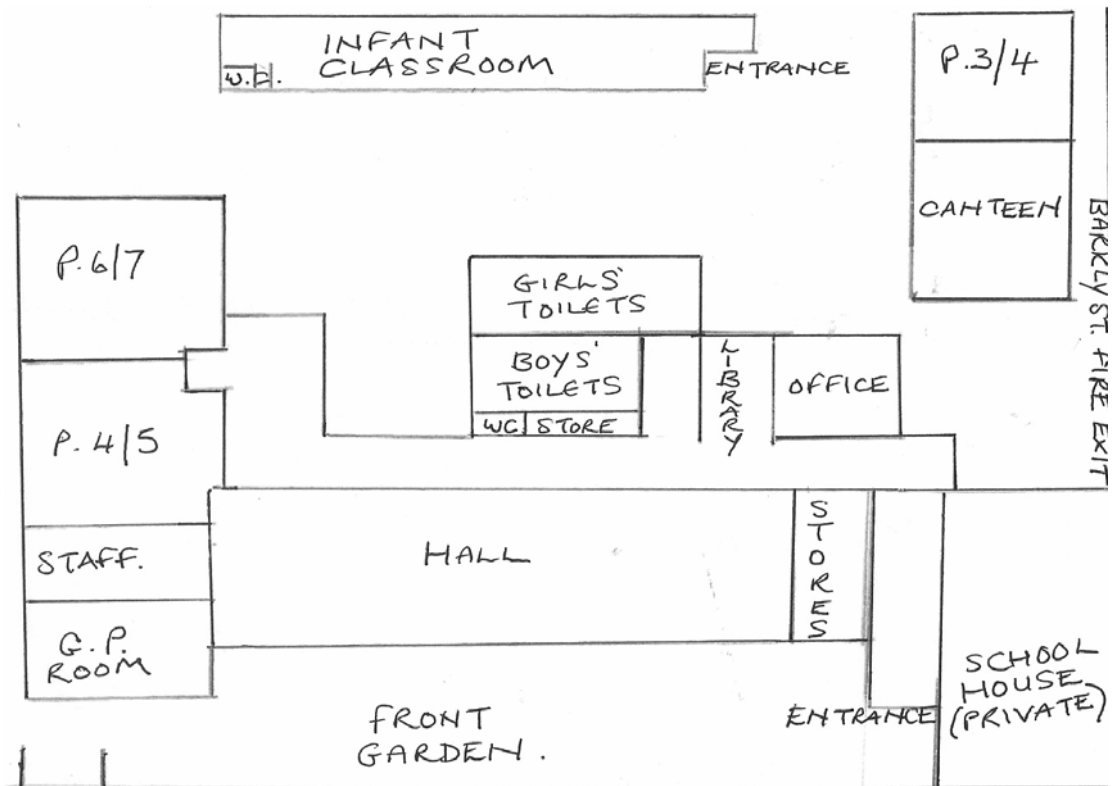 INFANT
CLASSROOM
W.C.
ENTRANCE
P.3/4
CANTEEN
BARKLY ST. FIRE EXIT
P.6/7
GIRLS'
TOILETS
BOYS'
TOILETS
WC
STORE
LIBRARY
OFFICE
P. 4/5
STAFF.
HALL
STORES
G.P.
ROOM
SCHOOL
HOUSE
(PRIVATE)
ENTRANCE
FRONT
GARDEN.